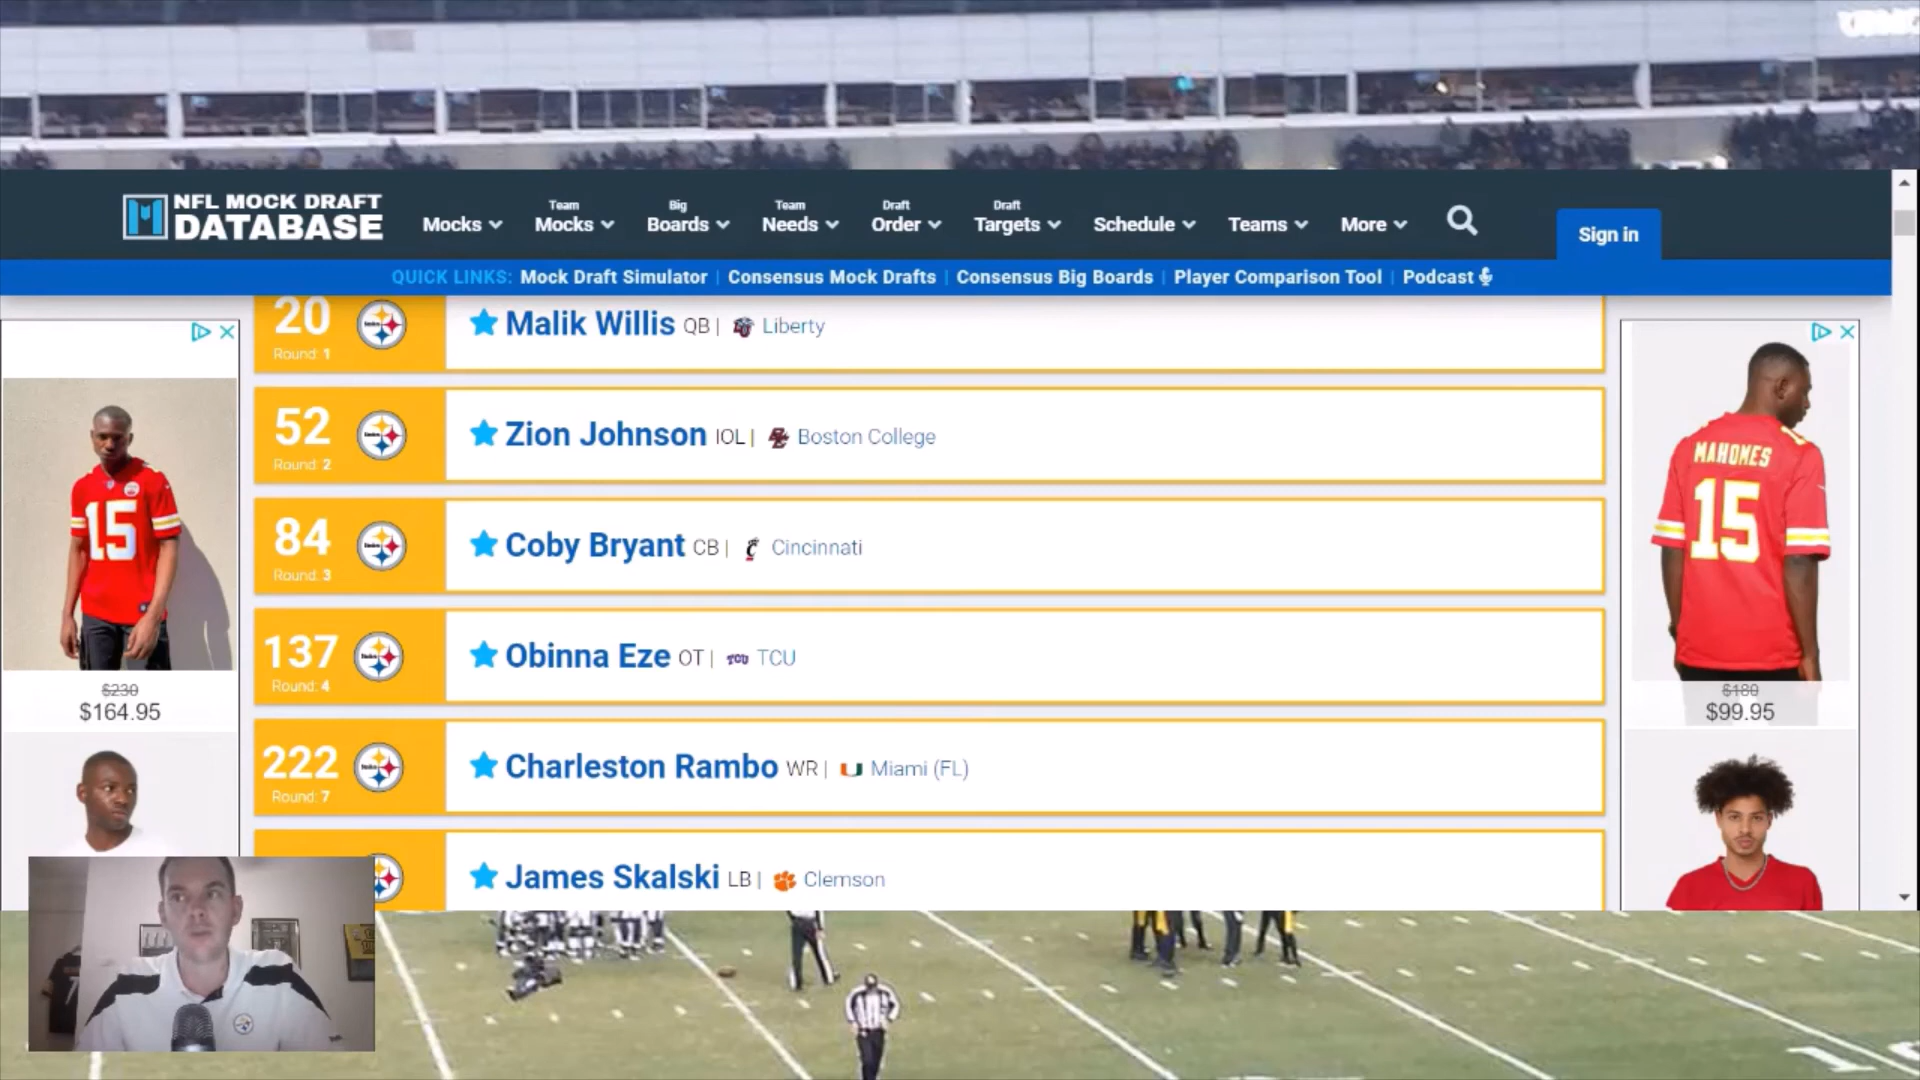 NFL MOCK DRAFT
DATABASE
Mocks
Team
Mocks
Big
Boards
Team
Needs
Draft
Order
Draft
Targets
Schedule
Teams
More
Sign in
QUICK LINKS: Mock Draft Simulator | Consensus Mock Drafts | Consensus Big Boards | Player Comparison Tool | Podcast
20
Round: 1
Malik Willis QB | Liberty
52
Round: 2
Zion Johnson IOL | Boston College
84
Round: 3
Coby Bryant CB | Cincinnati
137
Round: 4
Obinna Eze OT | TCU TCU
222
Round: 7
Charleston Rambo WR | Miami (FL)
James Skalski LB | Clemson
15
$230
$164.95
MAHOMES
15
$180
$99.95